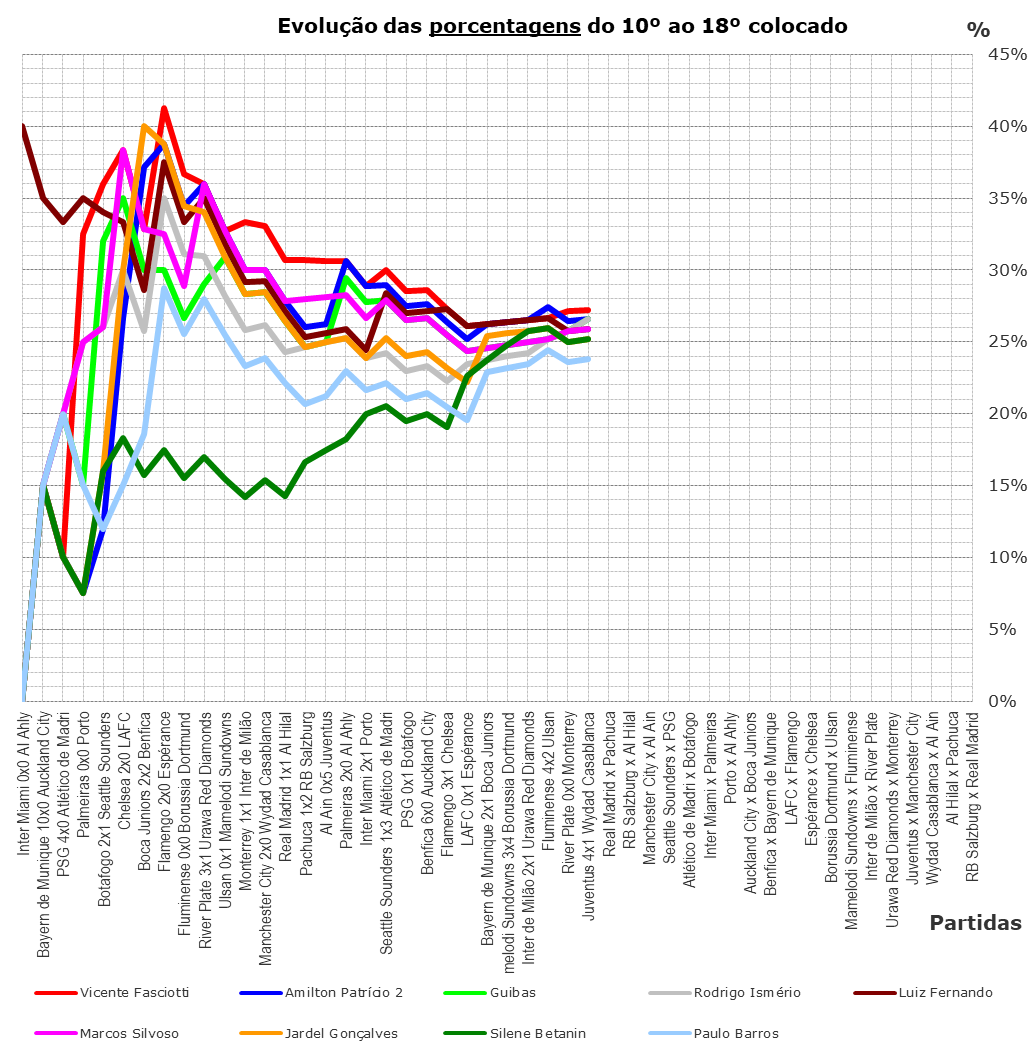 Evolução das porcentagens do 10º ao 18º colocado
%
45%
40%
35%
30%
25%
20%
15%
10%
5%
0%
Inter Miami 0x0 Al Ahly
Bayern de Munique 10x0 Auckland City
PSG 4x0 Atlético de Madri
Palmeiras 0x0 Porto
Botafogo 2x1 Seattle Sounders
Chelsea 2x0 LAFC
Boca Juniors 2x2 Benfica
Flamengo 2x0 Espérance
Fluminense 0x0 Borussia Dortmund
River Plate 3x1 Urawa Red Diamonds
Ulsan 0x1 Mamelodi Sundowns
Monterrey 1x1 Inter de Milão
Manchester City 2x0 Wydad Casablanca
Real Madrid 1x1 Al Hilal
Pachuca 1x2 RB Salzburg
Al Ain 0x5 Juventus
Palmeiras 2x0 Al Ahly
Inter Miami 2x1 Porto
Seattle Sounders 1x3 Atlético de Madri
PSG 0x1 Botafogo
Benfica 6x0 Auckland City
Flamengo 3x1 Chelsea
LAFC 0x1 Espérance
Bayern de Munique 2x1 Boca Juniors
melodi Sundowns 3x4 Borussia Dortmund
Inter de Milão 2x1 Urawa Red Diamonds
Fluminense 4x2 Ulsan
River Plate 0x0 Monterrey
Juventus 4x1 Wydad Casablanca
Real Madrid x Pachuca
RB Salzburg x Al Hilal
Manchester City x Al Ain
Seattle Sounders x PSG
Atlético de Madri x Botafogo
Inter Miami x Palmeiras
Porto x Al Ahly
Auckland City x Boca Juniors
Benfica x Bayern de Munique
LAFC x Flamengo
Espérance x Chelsea
Borussia Dortmund x Ulsan
Mamelodi Sundowns x Fluminense
Inter de Milão x River Plate
Urawa Red Diamonds x Monterrey
Juventus x Manchester City
Wydad Casablanca x Al Ain
Al Hilal x Pachuca
RB Salzburg x Real Madrid
Partidas
Vicente Fasciotti
Amilton Patrício 2
Guibas
Rodrigo Ismério
Luiz Fernando
Marcos Silvoso
Jardel Gonçalves
Silene Betanin
Paulo Barros